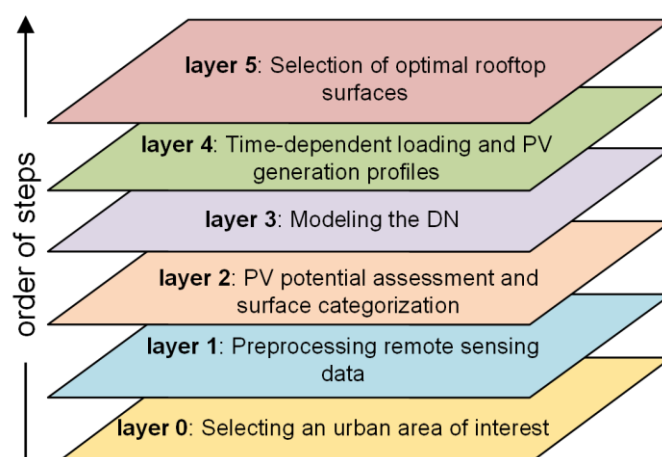 order of steps
layer 5: Selection of optimal rooftop
surfaces
layer 4: Time-dependent loading and PV
generation profiles
layer 3: Modeling the DN
layer 2: PV potential assessment and
surface categorization
layer 1: Preprocessing remote sensing
data
layer 0: Selecting an urban area of interest